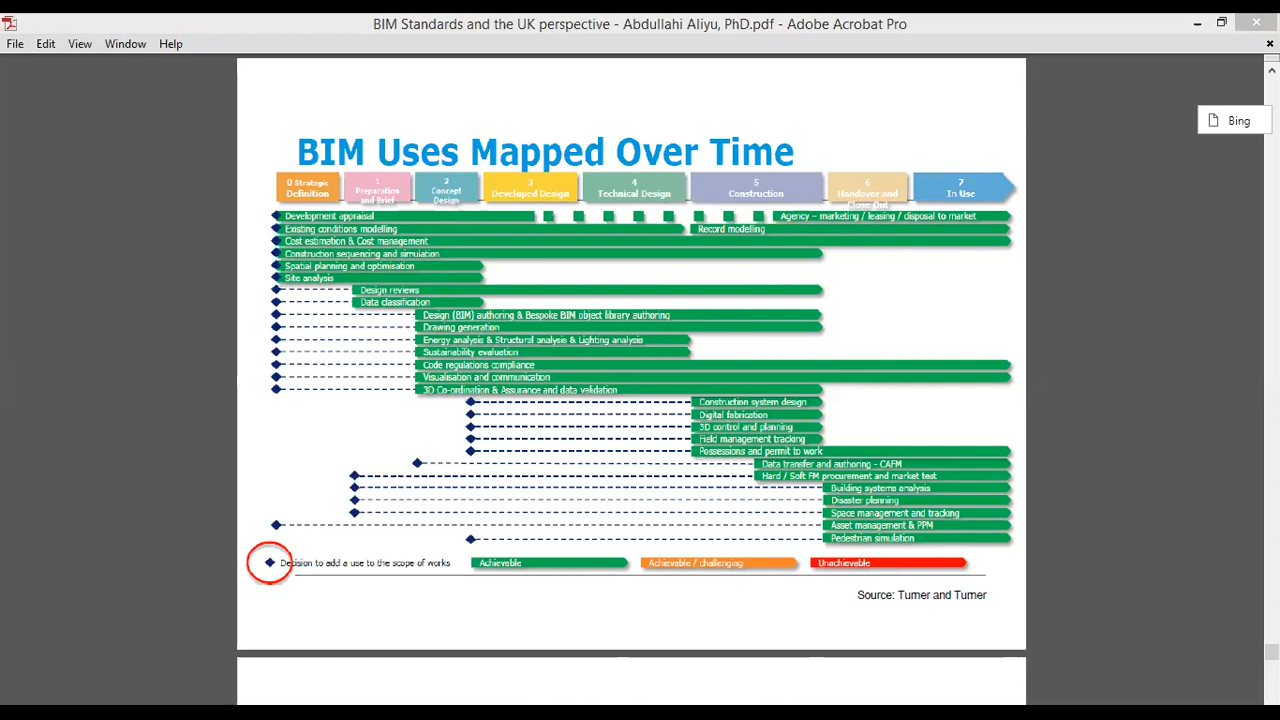 BIM Standards and the UK perspective - Abdullahi Aliyu, PhD.pdf - Adobe Acrobat Pro
File Edit View Window Help
Bing
BIM Uses Mapped Over Time
0 Strategic Definition
1 Preparation and Brief
2 Concept Design
3 Developed Design
4 Technical Design
5 Construction
6 Handover and Close Out
7 In Use
Development appraisal
Agency – marketing / leasing / disposal to market
Existing conditions modelling
Record modelling
Cost estimation & Cost management
Construction sequencing and simulation
Spatial planning and optimisation
Site analysis
Design reviews
Data classification
Design (BIM) authoring & Bespoke BIM object library authoring
Drawing generation
Energy analysis & Structural analysis & Lighting analysis
Sustainability evaluation
Code regulations compliance
Visualisation and communication
3D Co-ordination & Assurance and data validation
Construction system design
Digital fabrication
3D control and planning
Field management tracking
Possessions and permit to work
Data transfer and authoring - CAFM
Hard / Soft FM procurement and market test
Building systems analysis
Disaster planning
Space management and tracking
Asset management & PPM
Pedestrian simulation
Decision to add a use to the scope of works
Achievable
Achievable / challenging
Unachievable
Source: Turner and Turner